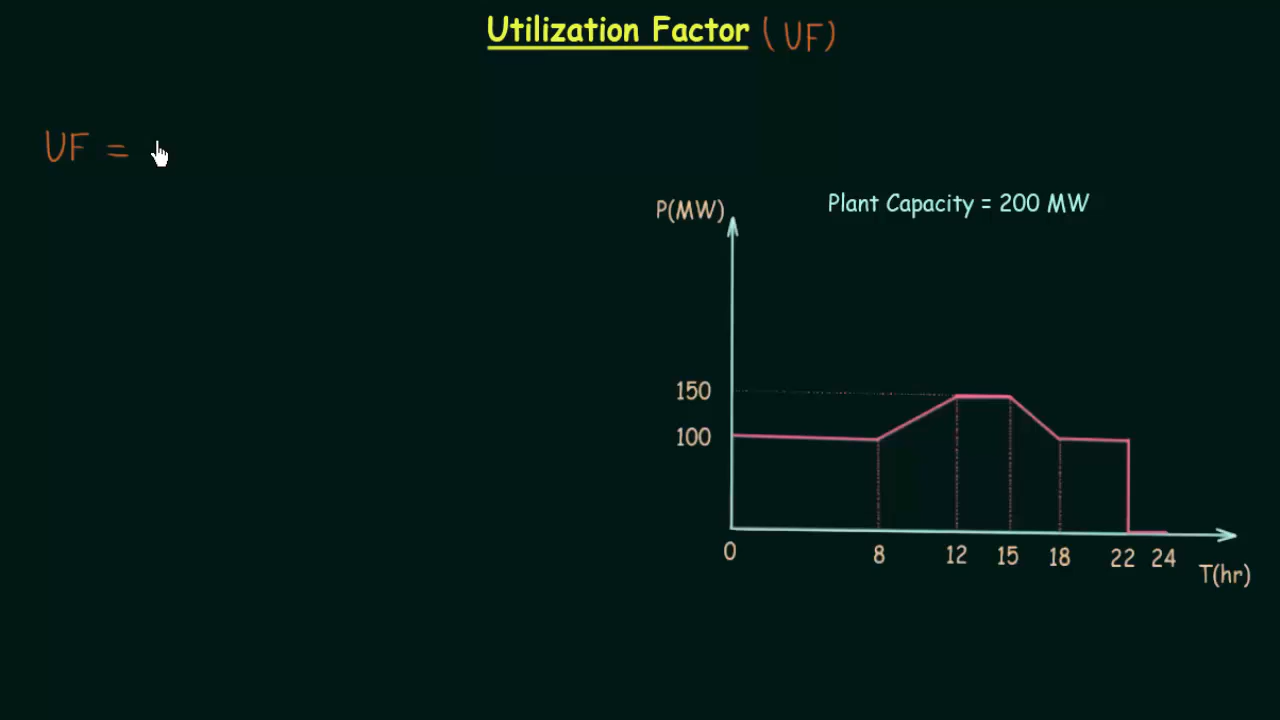 Utilization Factor (UF)
UF =
Plant Capacity = 200 MW
P(MW)
150
100
0 8 12 15 18 22 24
T(hr)